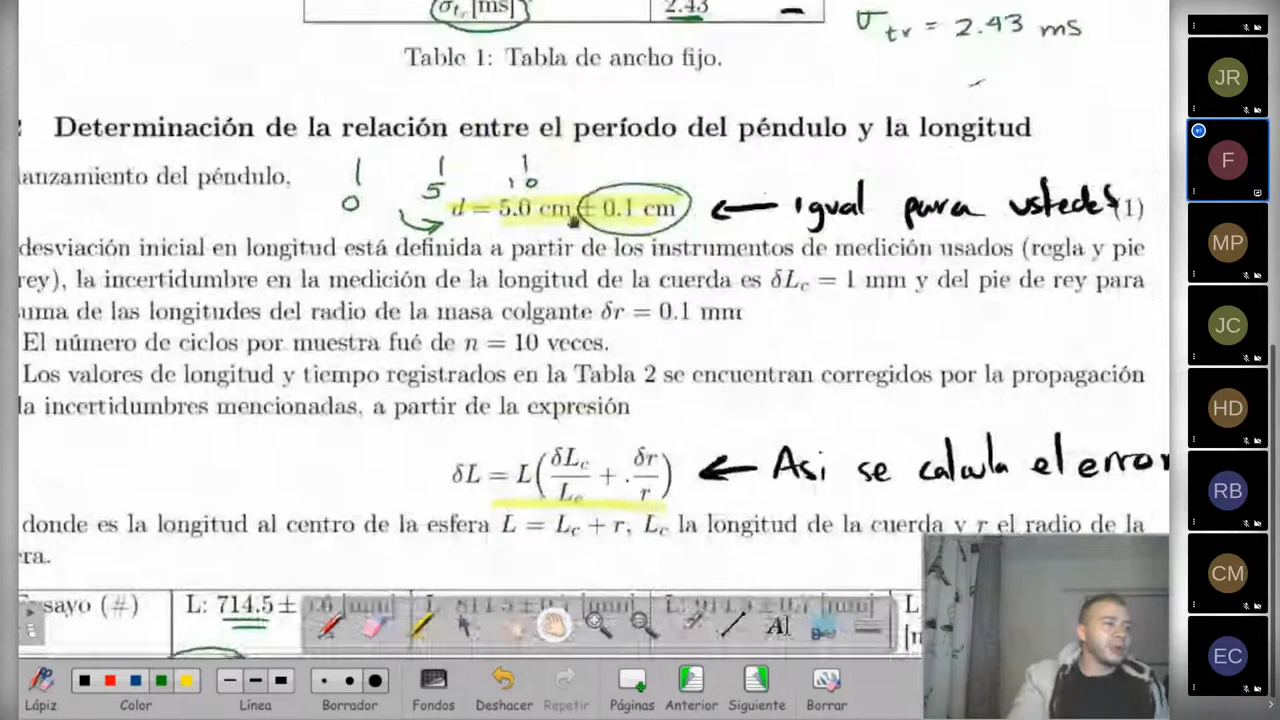 σ_tr [ms] 2.43
σ_tr = 2.43 ms
Table 1: Tabla de ancho fijo.
Determinación de la relación entre el período del péndulo y la longitud
lanzamiento del péndulo,
0 5 10
d = 5.0 cm ± 0.1 cm ← igual para ustedes (1)
desviación inicial en longitud está definida a partir de los instrumentos de medición usados (regla y pie
rey), la incertidumbre en la medición de la longitud de la cuerda es δL_c = 1 mm y del pie de rey para
uma de las longitudes del radio de la masa colgante δr = 0.1 mm
El número de ciclos por muestra fué de n = 10 veces.
Los valores de longitud y tiempo registrados en la Tabla 2 se encuentran corregidos por la propagación
la incertidumbres mencionadas, a partir de la expresión
δL = L(δL_c/L_c + .δr/r) ← Asi se calcula el error
donde es la longitud al centro de la esfera L = L_c + r, L_c la longitud de la cuerda y r el radio de la
era.
sayo (#) L: 714.5±
Lápiz Color Línea Borrador Fondos Deshacer Repetir Páginas Anterior Siguiente Borrar
JR
F
MP
JC
HD
RB
CM
EC